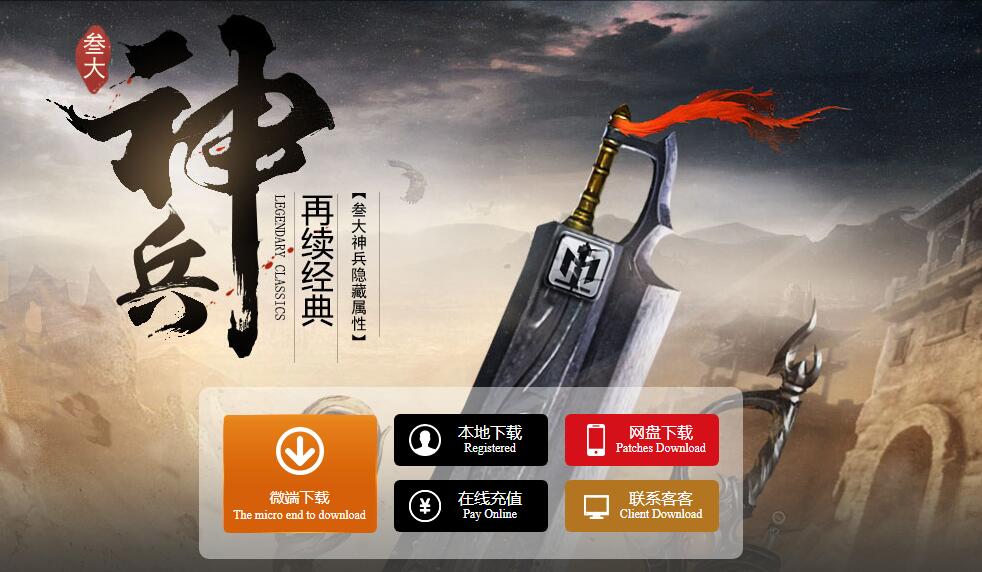 叁大
神兵
LEGENDARY CLASSICS
再续经典
【叁大神兵隐藏属性】
微端下载
The micro end to download
本地下载
Registered
网盘下载
Patches Download
¥
在线充值
Pay Online
联系客客
Client Download